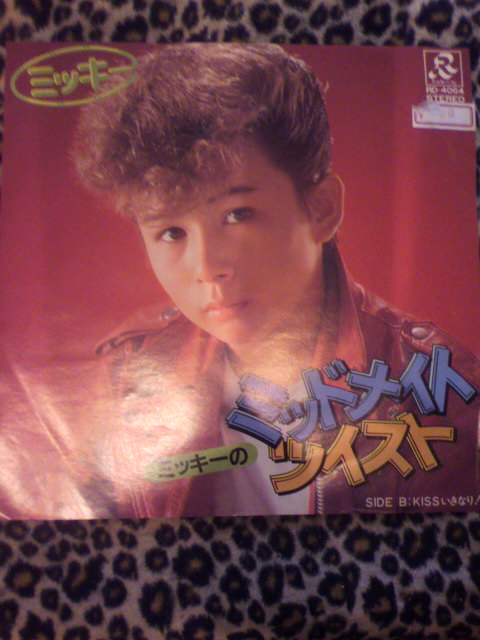 ミッキー
RD-4064
STEREO
ミッキーの
ミッドナイト
ツイスト
SIDE B:KISSいきなり!